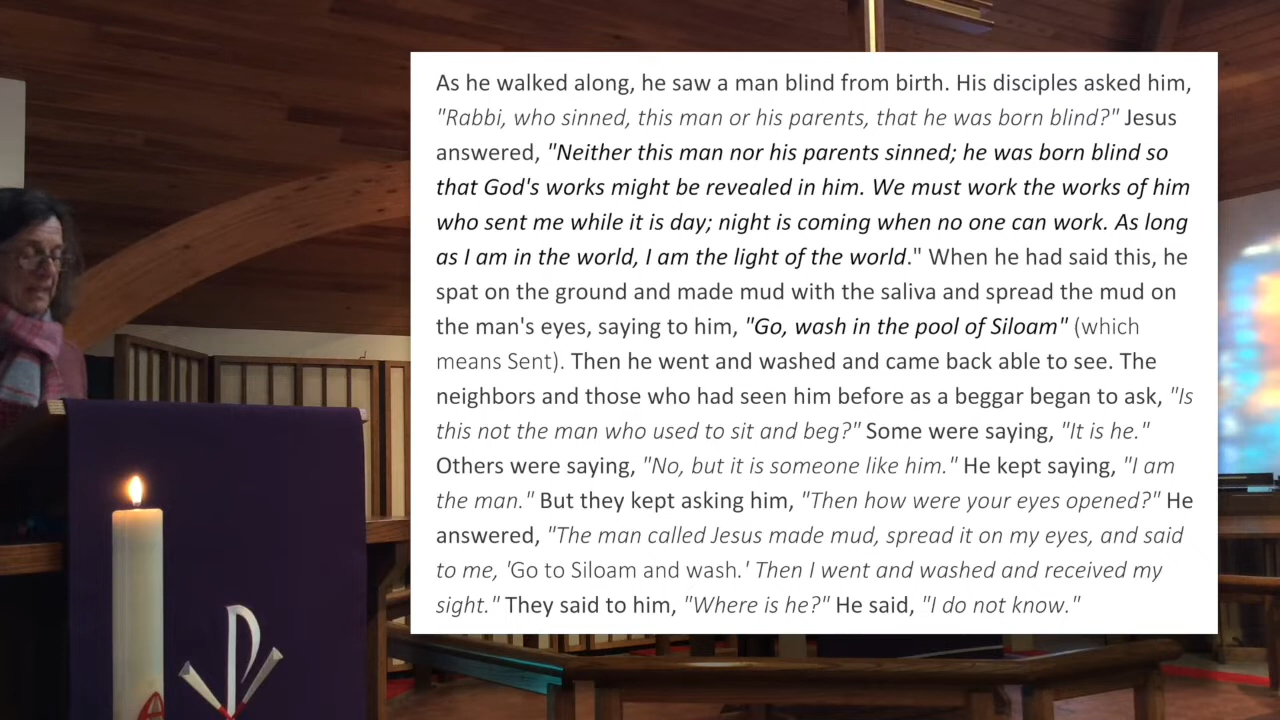 As he walked along, he saw a man blind from birth. His disciples asked him,
"Rabbi, who sinned, this man or his parents, that he was born blind?" Jesus
answered, "Neither this man nor his parents sinned; he was born blind so
that God's works might be revealed in him. We must work the works of him
who sent me while it is day; night is coming when no one can work. As long
as I am in the world, I am the light of the world." When he had said this, he
spat on the ground and made mud with the saliva and spread the mud on
the man's eyes, saying to him, "Go, wash in the pool of Siloam" (which
means Sent). Then he went and washed and came back able to see. The
neighbors and those who had seen him before as a beggar began to ask, "Is
this not the man who used to sit and beg?" Some were saying, "It is he."
Others were saying, "No, but it is someone like him." He kept saying, "I am
the man." But they kept asking him, "Then how were your eyes opened?" He
answered, "The man called Jesus made mud, spread it on my eyes, and said
to me, 'Go to Siloam and wash.' Then I went and washed and received my
sight." They said to him, "Where is he?" He said, "I do not know."